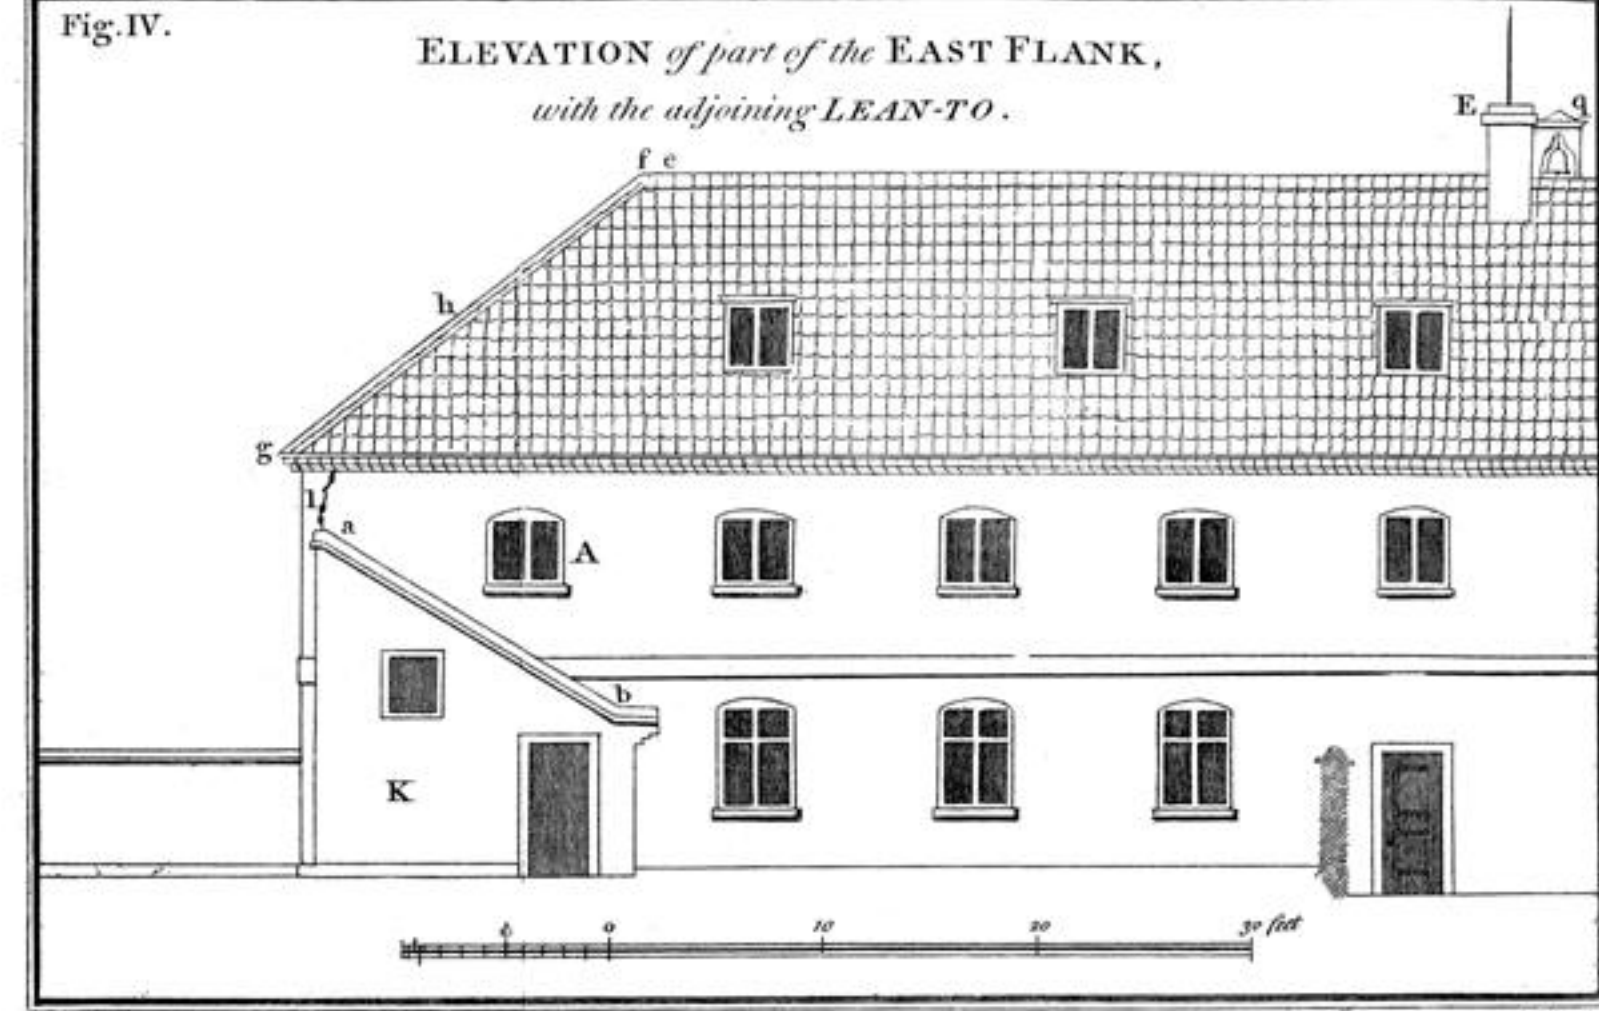 Fig. IV.
ELEVATION of part of the EAST FLANK,
with the adjoining LEAN-TO.
E q
f e
h
g
l
a
A
b
K
0 10 20 30 feet